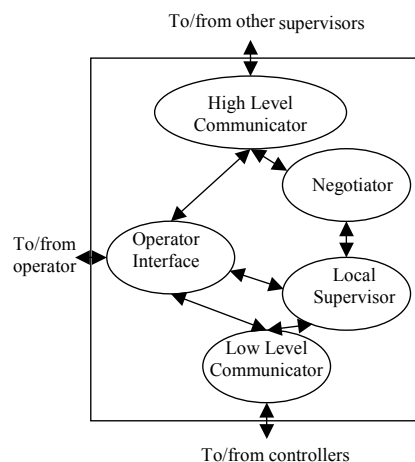 To/from other supervisors
High Level
Communicator
Negotiator
To/from
operator
Operator
Interface
Local
Supervisor
Low Level
Communicator
To/from controllers